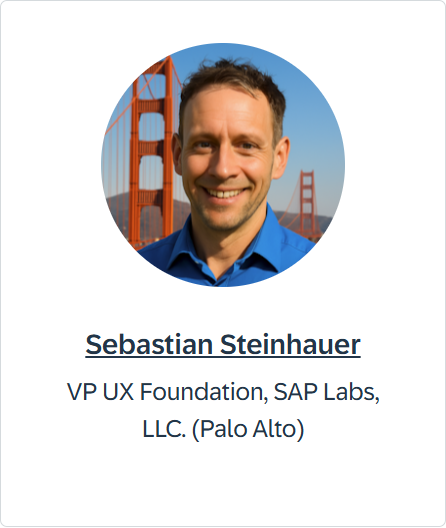 Sebastian Steinhauer
VP UX Foundation, SAP Labs,
LLC. (Palo Alto)